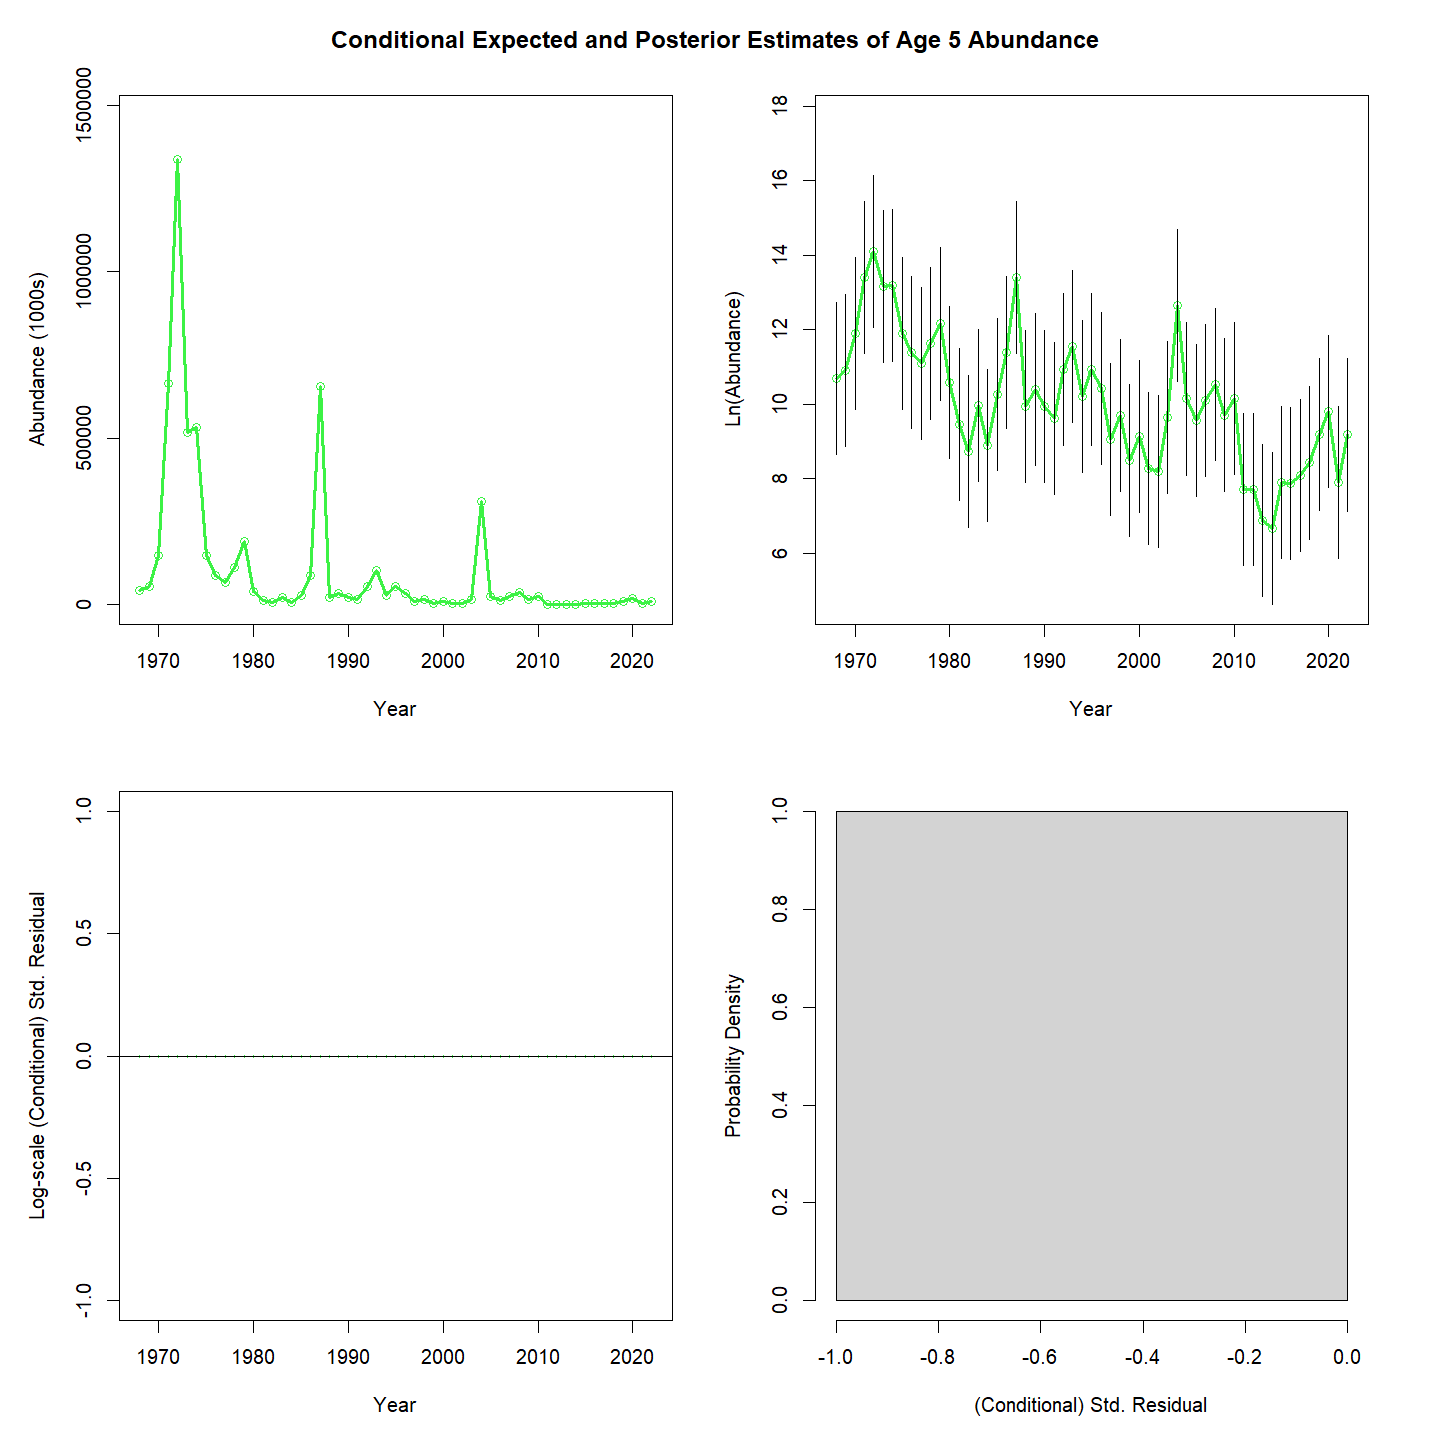 Conditional Expected and Posterior Estimates of Age 5 Abundance
Abundance (1000s)
1500000
1000000
500000
0
1970 1980 1990 2000 2010 2020
Year
Ln(Abundance)
18
16
14
12
10
8
6
1970 1980 1990 2000 2010 2020
Year
Log-scale (Conditional) Std. Residual
1.0
0.5
0.0
-0.5
-1.0
1970 1980 1990 2000 2010 2020
Year
Probability Density
1.0
0.8
0.6
0.4
0.2
0.0
-1.0 -0.8 -0.6 -0.4 -0.2 0.0
(Conditional) Std. Residual